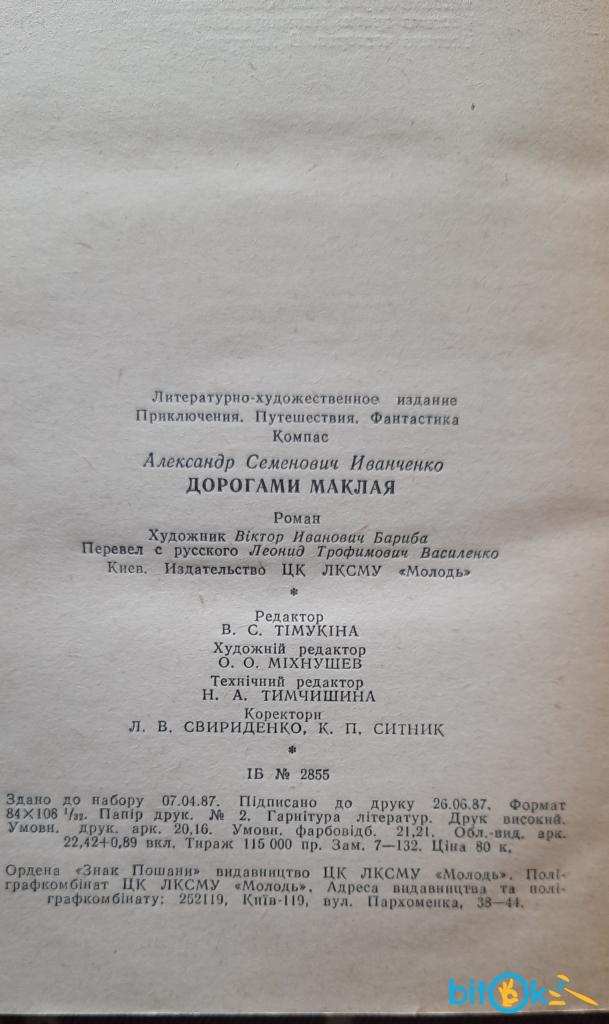 Литературно-художественное издание
Приключения. Путешествия. Фантастика
Компас
Александр Семенович Иванченко
ДОРОГАМИ МАКЛАЯ
Роман
Художник Віктор Иванович Бариба
Перевел с русского Леонид Трофимович Василенко
Киев. Издательство ЦК ЛКСМУ «Молодь»
*
Редактор
В. С. ТІМУКІНА
Художній редактор
О. О. МІХНУШЕВ
Технічний редактор
Н. А. ТИМЧИШИНА
Коректори
Л. В. СВИРИДЕНКО, К. П. СИТНИК
*
ІБ № 2855
Здано до набору 07.04.87. Підписано до друку 26.06.87. Формат
84×108 1/32. Папір друк. № 2. Гарнітура літератур. Друк високий.
Умовн. друк. арк. 20,16. Умовн. фарбовідб. 21,21. Обл.-вид. арк.
22,42+0,89 вкл. Тираж 115 000 пр. Зам. 7—132. Ціна 80 к.
Ордена «Знак Пошани» видавництво ЦК ЛКСМУ «Молодь». Полі-
графкомбінат ЦК ЛКСМУ «Молодь». Адреса видавництва та полі-
графкомбінату: 252119, Київ-119, вул. Пархоменка, 38—44.
bitOk